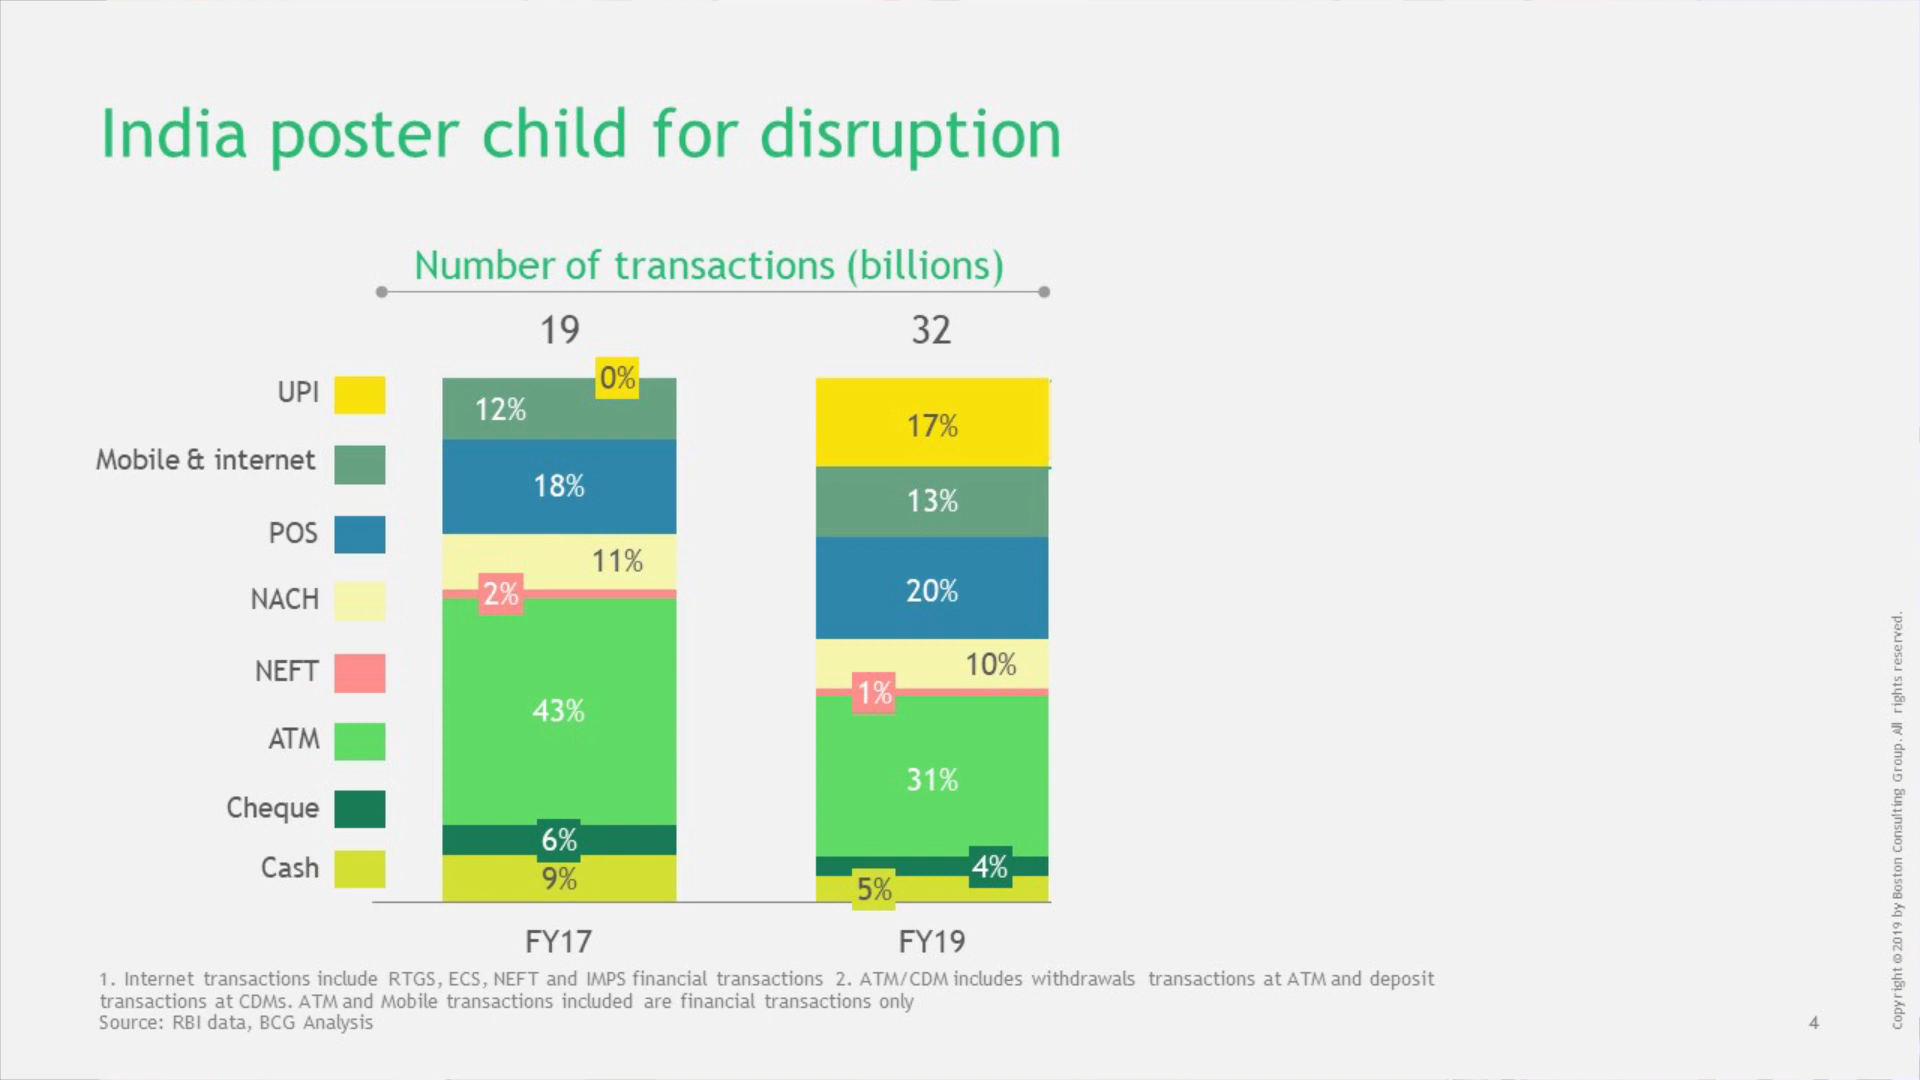 India poster child for disruption
Number of transactions (billions)
19
32
UPI
Mobile & internet
POS
NACH
NEFT
ATM
Cheque
Cash
0%
12%
18%
11%
2%
43%
6%
9%
17%
13%
20%
10%
1%
31%
4%
5%
FY17
FY19
1. Internet transactions include RTGS, ECS, NEFT and IMPS financial transactions 2. ATM/CDM includes withdrawals transactions at ATM and deposit
transactions at CDMs. ATM and Mobile transactions included are financial transactions only
Source: RBI data, BCG Analysis
4
Copyright © 2019 by Boston Consulting Group. All rights reserved.